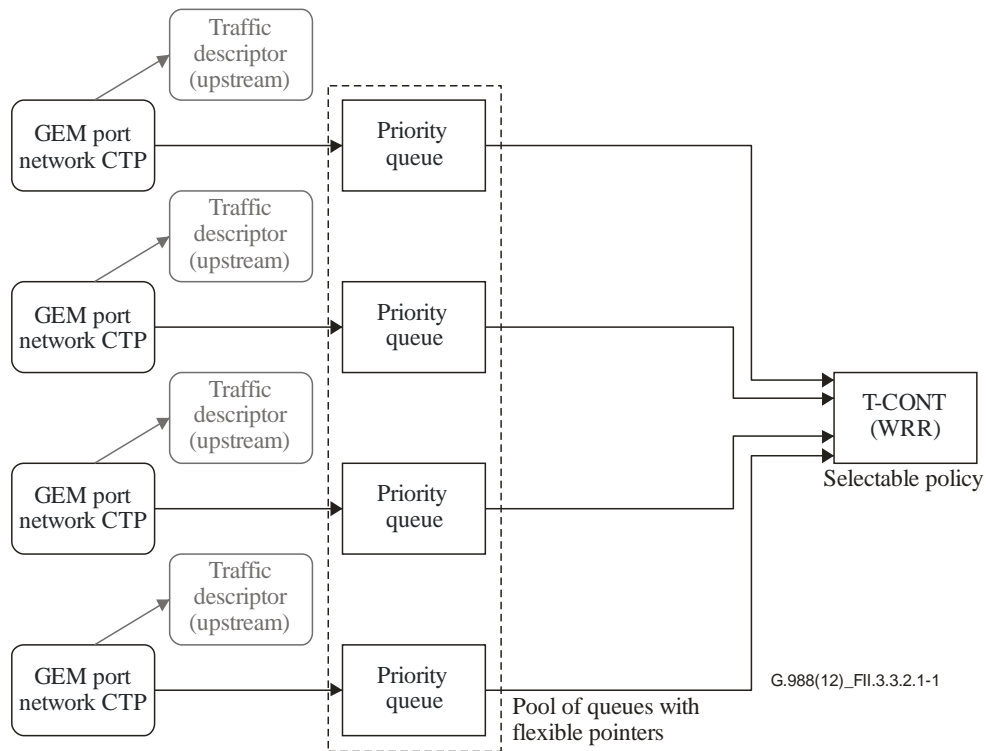 Traffic
descriptor
(upstream)
GEM port
network CTP
Priority
queue
Traffic
descriptor
(upstream)
GEM port
network CTP
Priority
queue
Traffic
descriptor
(upstream)
T-CONT
(WRR)
Selectable policy
GEM port
network CTP
Priority
queue
Traffic
descriptor
(upstream)
GEM port
network CTP
Priority
queue
G.988(12)_FII.3.3.2.1-1
Pool of queues with
flexible pointers